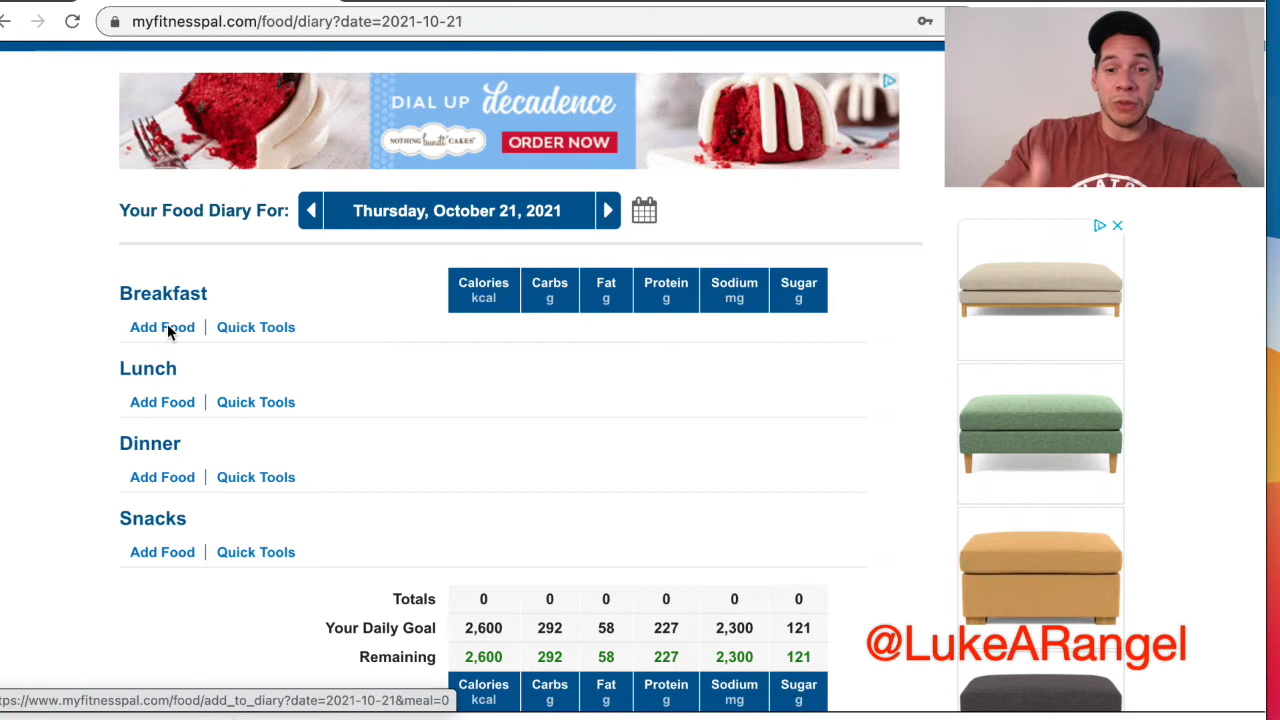 myfitnesspal.com/food/diary?date=2021-10-21
DIAL UP decadence
NOTHING bundt CAKES
ORDER NOW
Your Food Diary For: Thursday, October 21, 2021
Breakfast Calories kcal Carbs g Fat g Protein g Sodium mg Sugar g
Add Food | Quick Tools
Lunch
Add Food | Quick Tools
Dinner
Add Food | Quick Tools
Snacks
Add Food | Quick Tools
Totals 0 0 0 0 0 0
Your Daily Goal 2,600 292 58 227 2,300 121
Remaining 2,600 292 58 227 2,300 121
Calories kcal Carbs g Fat g Protein g Sodium mg Sugar g
@LukeARangel
tps://www.myfitnesspal.com/food/add_to_diary?date=2021-10-21&meal=0